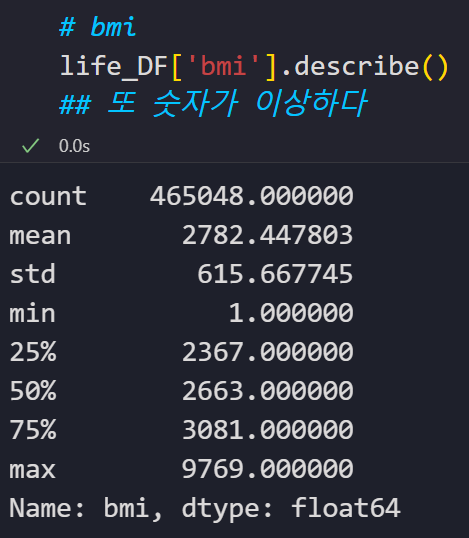 # bmi
life_DF['bmi'].describe()
## 또 숫자가 이상하다
0.0s
count    465048.000000
mean       2782.447803
std         615.667745
min           1.000000
25%        2367.000000
50%        2663.000000
75%        3081.000000
max        9769.000000
Name: bmi, dtype: float64